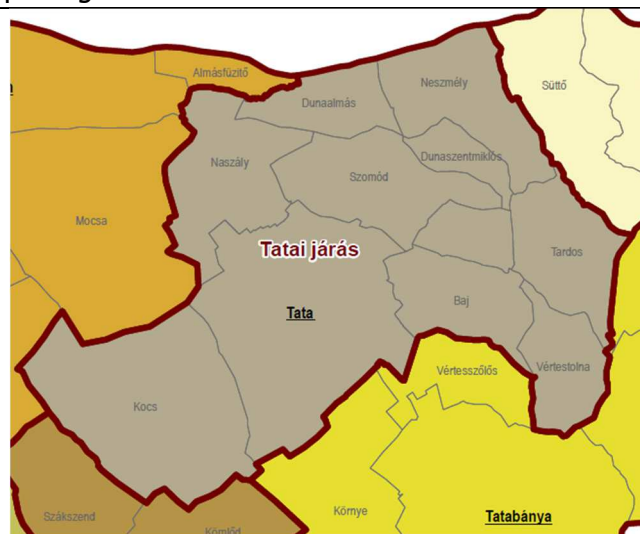 Almásfüzitő
Neszmély
Süttő
Dunaalmás
Naszály
Dunaszentmiklós
Szomód
Mocsa
Tatai járás
Tardos
Baj
Tata
Vértestolna
Vértesszőlős
Kocs
Környe
Szákszend
Tatabánya
Kömlőd